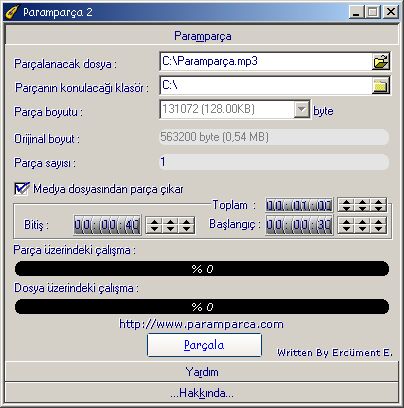 Paramparça 2
Paramparça
Parçalanacak dosya : C:\Paramparça.mp3
Parçanın konulacağı klasör : C:\
Parça boyutu : 131072 (128.00KB) byte
Orijinal boyut : 563200 byte (0,54 MB)
Parça sayısı : 1
Medya dosyasından parça çıkar
Toplam : 00:01:00
Bitiş : 00:00:40 Başlangıç : 00:00:30
Parça üzerindeki çalışma :
% 0
Dosya üzerindeki çalışma :
% 0
http://www.paramparca.com
Parçala
Written By Ercüment E.
Yardım
...Hakkında...